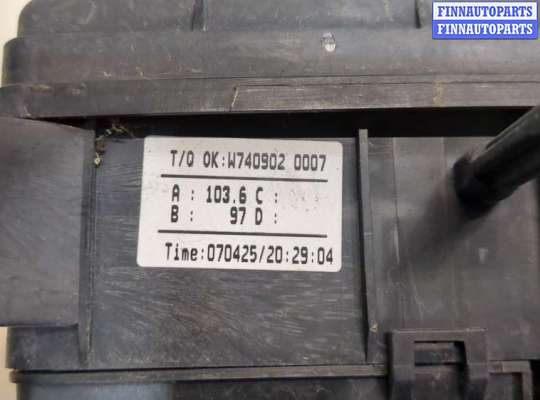 FINNAUTOPARTS
FINNAUTOPARTS
T/Q OK:W740902 0007
A : 103.6 C :
B : 97 D :
Time:070425/20:29:04